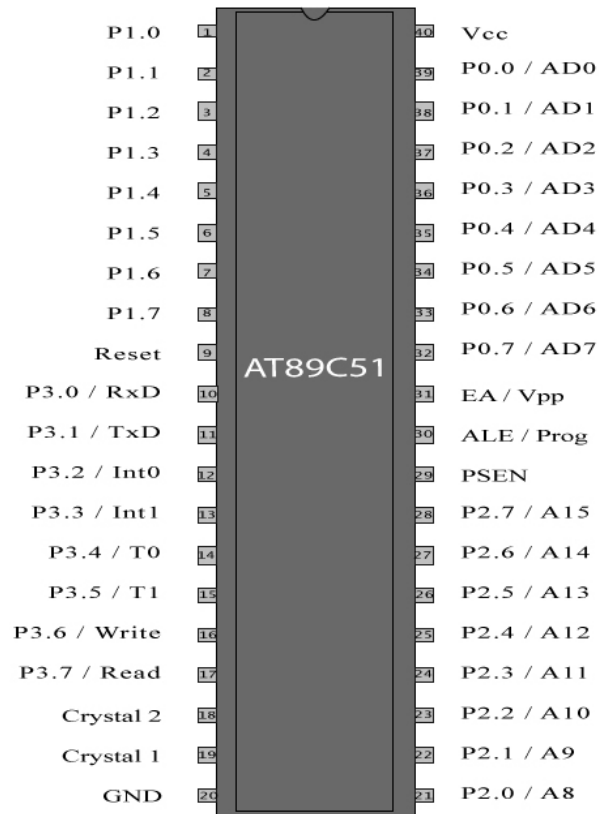 P1.0 1 40 Vcc
P1.1 2 39 P0.0 / AD0
P1.2 3 38 P0.1 / AD1
P1.3 4 37 P0.2 / AD2
P1.4 5 36 P0.3 / AD3
P1.5 6 35 P0.4 / AD4
P1.6 7 34 P0.5 / AD5
P1.7 8 33 P0.6 / AD6
Reset 9 32 P0.7 / AD7
AT89C51
P3.0 / RxD 10 31 EA / Vpp
P3.1 / TxD 11 30 ALE / Prog
P3.2 / Int0 12 29 PSEN
P3.3 / Int1 13 28 P2.7 / A15
P3.4 / T0 14 27 P2.6 / A14
P3.5 / T1 15 26 P2.5 / A13
P3.6 / Write 16 25 P2.4 / A12
P3.7 / Read 17 24 P2.3 / A11
Crystal 2 18 23 P2.2 / A10
Crystal 1 19 22 P2.1 / A9
GND 20 21 P2.0 / A8